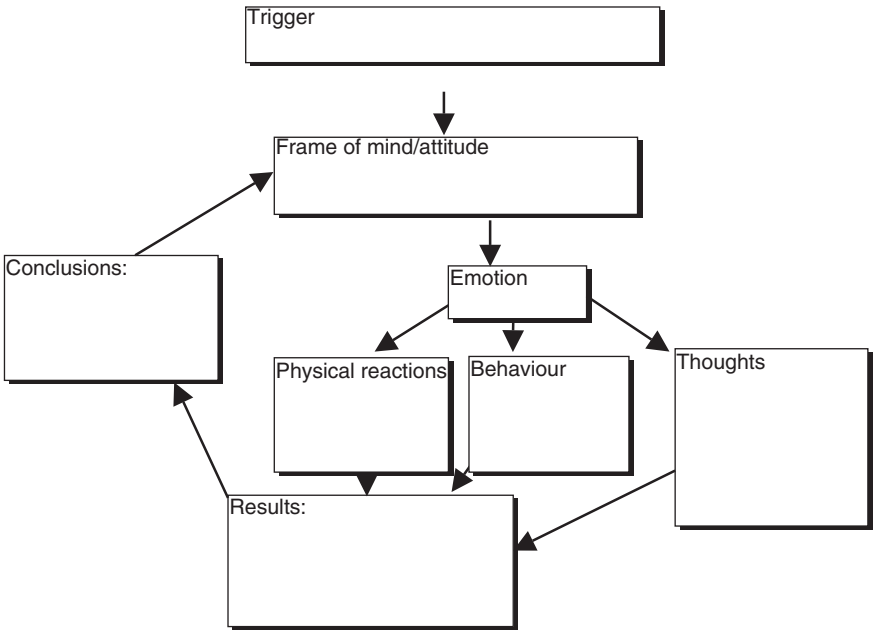 Trigger
Frame of mind/attitude
Conclusions:
Emotion
Physical reactions
Behaviour
Thoughts
Results: